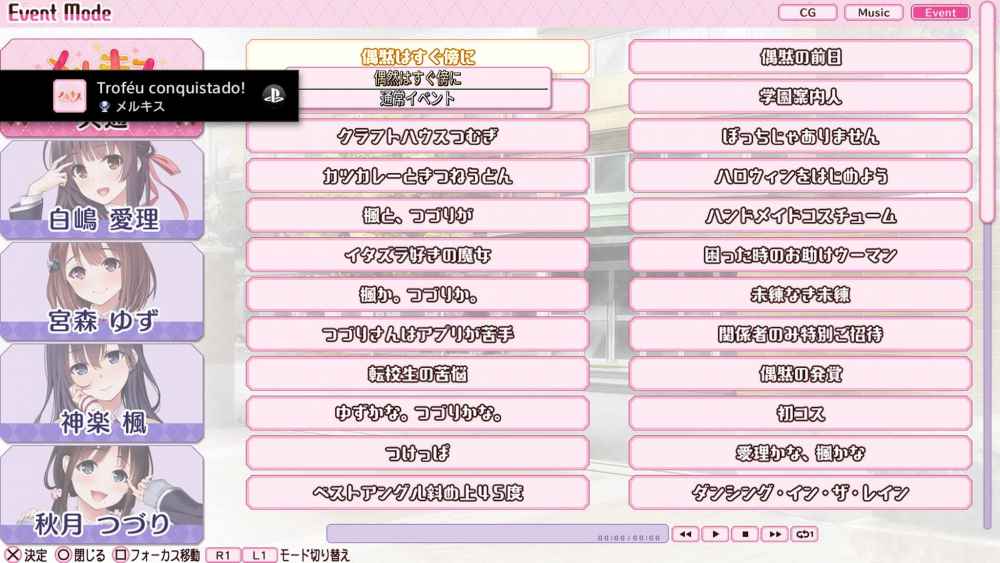 Event Mode
CG
Music
Event
メルキス
Troféu conquistado!
メルキス
白嶋 愛理
宮森 ゆず
神楽 楓
秋月 つづり
偶然はすぐ傍に
偶然はすぐ傍に
通常イベント
クラフトハウスつむぎ
カツカレーときつねうどん
楓と、つづりが
イタズラ好きの魔女
楓か。つづりか。
つづりさんはアプリが苦手
転校生の苦悩
ゆずかな。つづりかな。
つけっぱ
ベストアングル斜め上45度
偶然の前日
学園案内人
ぼっちじゃありません
ハロウィンをはじめよう
ハンドメイドコスチューム
困った時のお助けウーマン
未練なき未練
関係者のみ特別ご招待
偶然の発覚
初コス
愛理かな、楓かな
ダンシング・イン・ザ・レイン
00:00/00:00
決定 閉じる フォーカス移動 R1 L1 モード切り替え